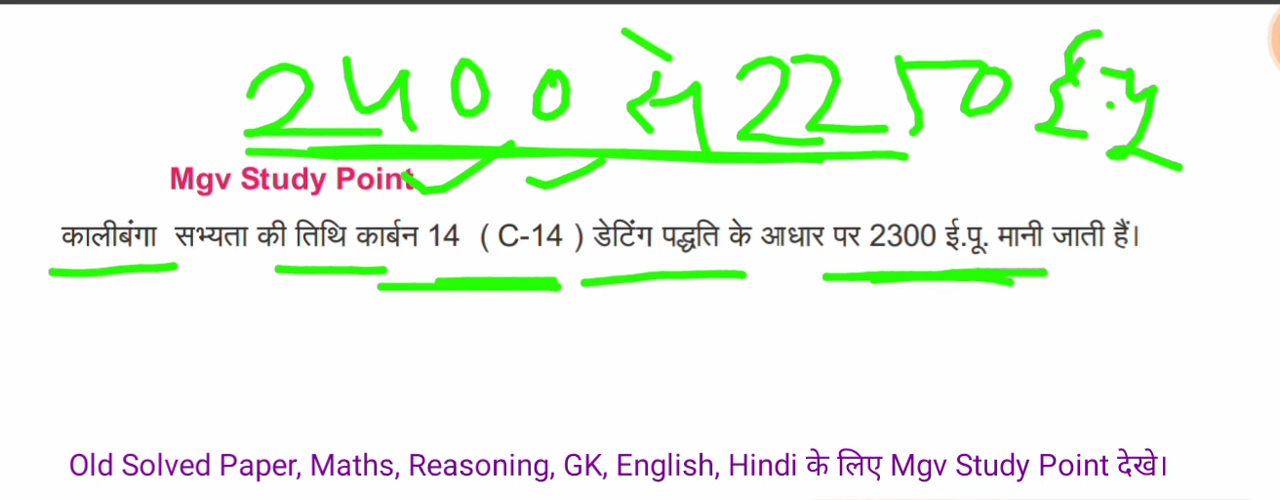 2400 से 2250 ई.पू
Mgv Study Point
कालीबंगा सभ्यता की तिथि कार्बन 14 ( C-14 ) डेटिंग पद्धति के आधार पर 2300 ई.पू. मानी जाती हैं।
Old Solved Paper, Maths, Reasoning, GK, English, Hindi के लिए Mgv Study Point देखे।